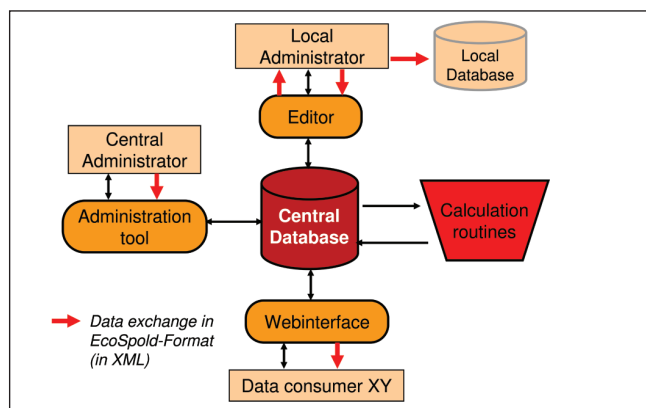 Local
Administrator
Local
Database
Editor
Central
Administrator
Administration
tool
Central
Database
Calculation
routines
Webinterface
Data exchange in
EcoSpold-Format
(in XML)
Data consumer XY